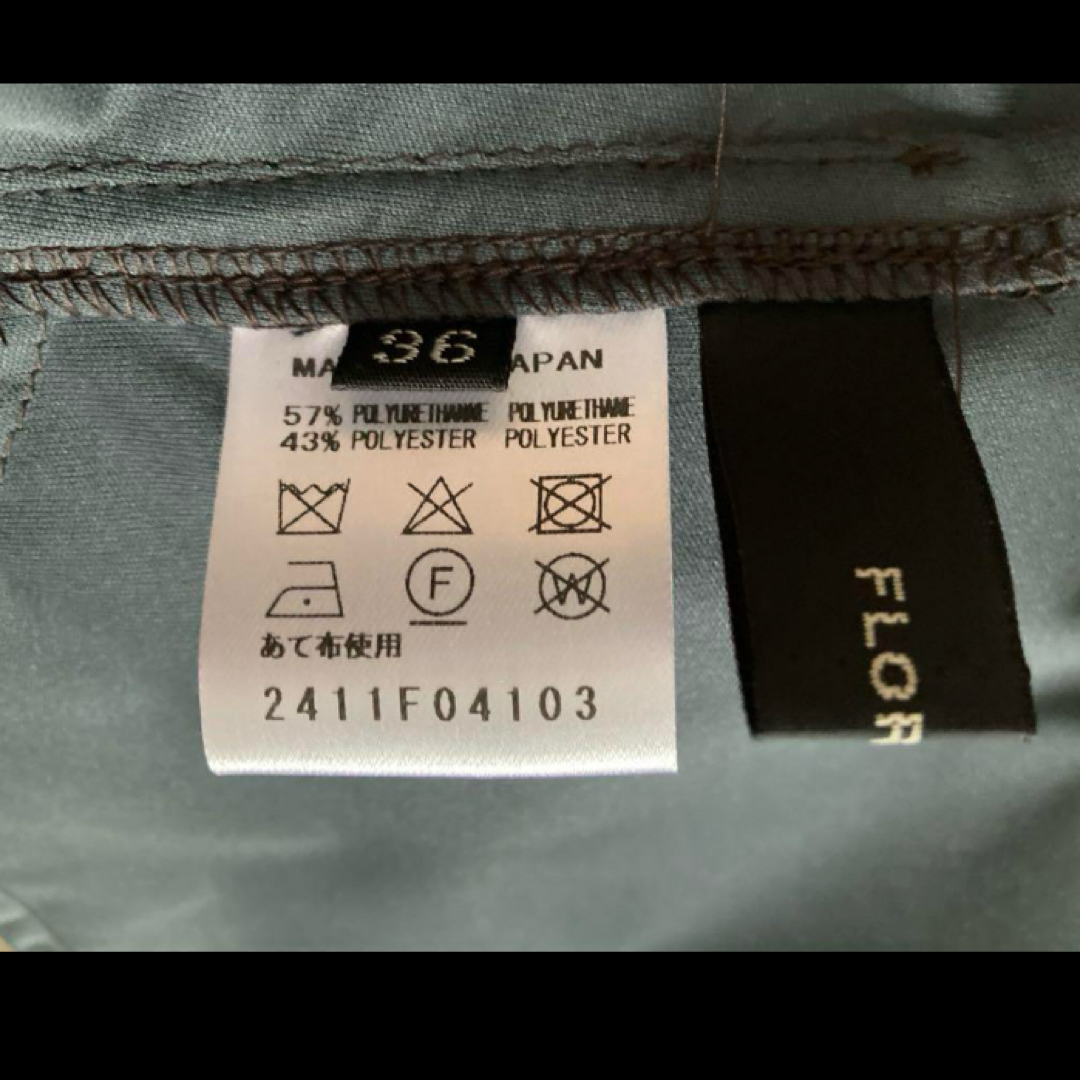 36
MA APAN
57% POLYURETHANE POLYURETHANE
43% POLYESTER POLYESTER
F
W
あて布使用
2411F04103
FLOR